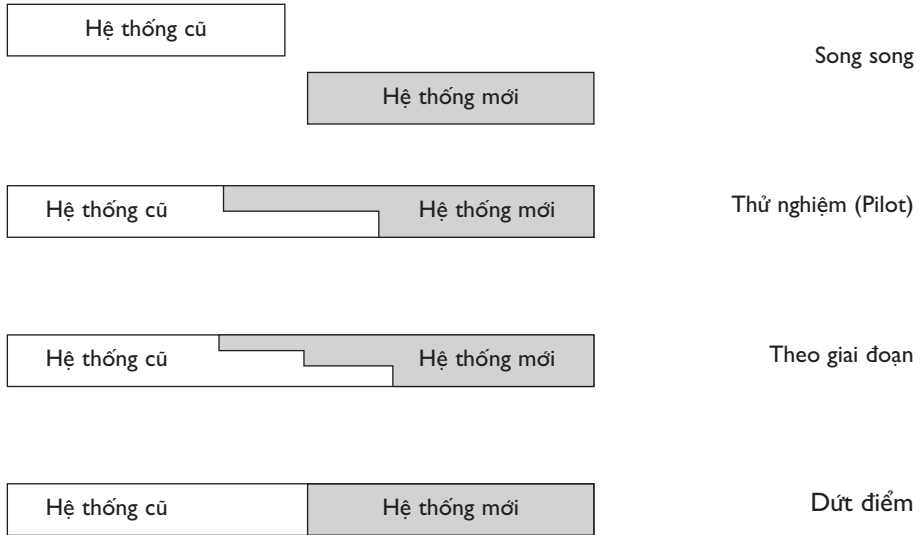 Hệ thống cũ
Song song
Hệ thống mới
Hệ thống cũ
Hệ thống mới
Thử nghiệm (Pilot)
Hệ thống cũ
Hệ thống mới
Theo giai đoạn
Hệ thống cũ
Hệ thống mới
Dứt điểm